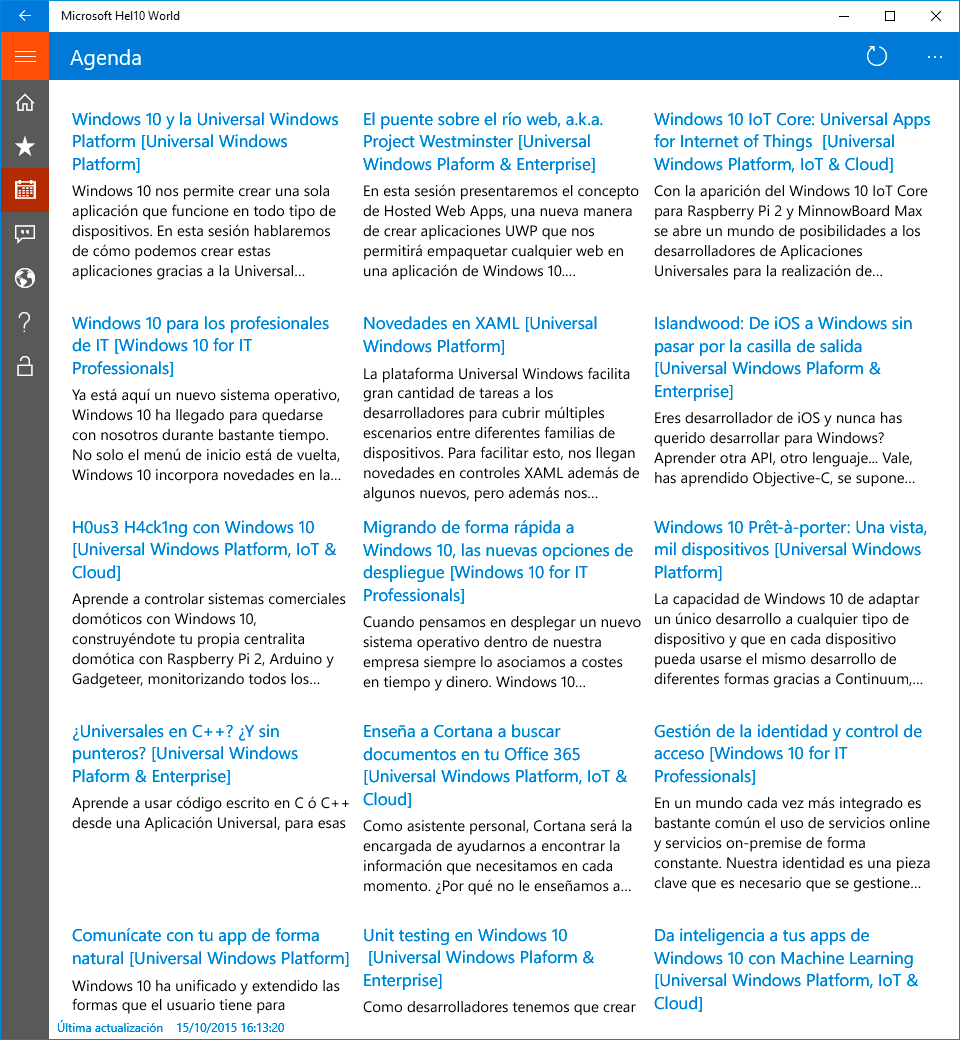 Microsoft Hel10 World
Agenda
Windows 10 y la Universal Windows
Platform [Universal Windows
Platform]
Windows 10 nos permite crear una sola
aplicación que funcione en todo tipo de
dispositivos. En esta sesión hablaremos
de cómo podemos crear estas
aplicaciones gracias a la Universal...
El puente sobre el río web, a.k.a.
Project Westminster [Universal
Windows Plaform & Enterprise]
En esta sesión presentaremos el concepto
de Hosted Web Apps, una nueva manera
de crear aplicaciones UWP que nos
permitirá empaquetar cualquier web en
una aplicación de Windows 10....
Windows 10 IoT Core: Universal Apps
for Internet of Things  [Universal
Windows Platform, IoT & Cloud]
Con la aparición del Windows 10 IoT Core
para Raspberry Pi 2 y MinnowBoard Max
se abre un mundo de posibilidades a los
desarrolladores de Aplicaciones
Universales para la realización de...
Windows 10 para los profesionales
de IT [Windows 10 for IT
Professionals]
Ya está aquí un nuevo sistema operativo,
Windows 10 ha llegado para quedarse
con nosotros durante bastante tiempo.
No solo el menú de inicio está de vuelta,
Windows 10 incorpora novedades en la...
Novedades en XAML [Universal
Windows Platform]
La plataforma Universal Windows facilita
gran cantidad de tareas a los
desarrolladores para cubrir múltiples
escenarios entre diferentes familias de
dispositivos. Para facilitar esto, nos llegan
novedades en controles XAML además de
algunos nuevos, pero además nos...
Islandwood: De iOS a Windows sin
pasar por la casilla de salida
[Universal Windows Plaform &
Enterprise]
Eres desarrollador de iOS y nunca has
querido desarrollar para Windows?
Aprender otra API, otro lenguaje... Vale,
has aprendido Objective-C, se supone...
H0us3 H4ck1ng con Windows 10
[Universal Windows Platform, IoT &
Cloud]
Aprende a controlar sistemas comerciales
domóticos con Windows 10,
construyéndote tu propia centralita
domótica con Raspberry Pi 2, Arduino y
Gadgeteer, monitorizando todos los...
Migrando de forma rápida a
Windows 10, las nuevas opciones de
despliegue [Windows 10 for IT
Professionals]
Cuando pensamos en desplegar un nuevo
sistema operativo dentro de nuestra
empresa siempre lo asociamos a costes
en tiempo y dinero. Windows 10...
Windows 10 Prêt-à-porter: Una vista,
mil dispositivos [Universal Windows
Platform]
La capacidad de Windows 10 de adaptar
un único desarrollo a cualquier tipo de
dispositivo y que en cada dispositivo
pueda usarse el mismo desarrollo de
diferentes formas gracias a Continuum,...
¿Universales en C++? ¿Y sin
punteros? [Universal Windows
Plaform & Enterprise]
Aprende a usar código escrito en C ó C++
desde una Aplicación Universal, para esas
Enseña a Cortana a buscar
documentos en tu Office 365
[Universal Windows Platform, IoT &
Cloud]
Como asistente personal, Cortana será la
encargada de ayudarnos a encontrar la
información que necesitamos en cada
momento. ¿Por qué no le enseñamos a...
Gestión de la identidad y control de
acceso [Windows 10 for IT
Professionals]
En un mundo cada vez más integrado es
bastante común el uso de servicios online
y servicios on-premise de forma
constante. Nuestra identidad es una pieza
clave que es necesario que se gestione...
Comunícate con tu app de forma
natural [Universal Windows Platform]
Windows 10 ha unificado y extendido las
formas que el usuario tiene para
Unit testing en Windows 10
[Universal Windows Plaform &
Enterprise]
Como desarrolladores tenemos que crear
Da inteligencia a tus apps de
Windows 10 con Machine Learning
[Universal Windows Platform, IoT &
Cloud]
Última actualización 15/10/2015 16:13:20